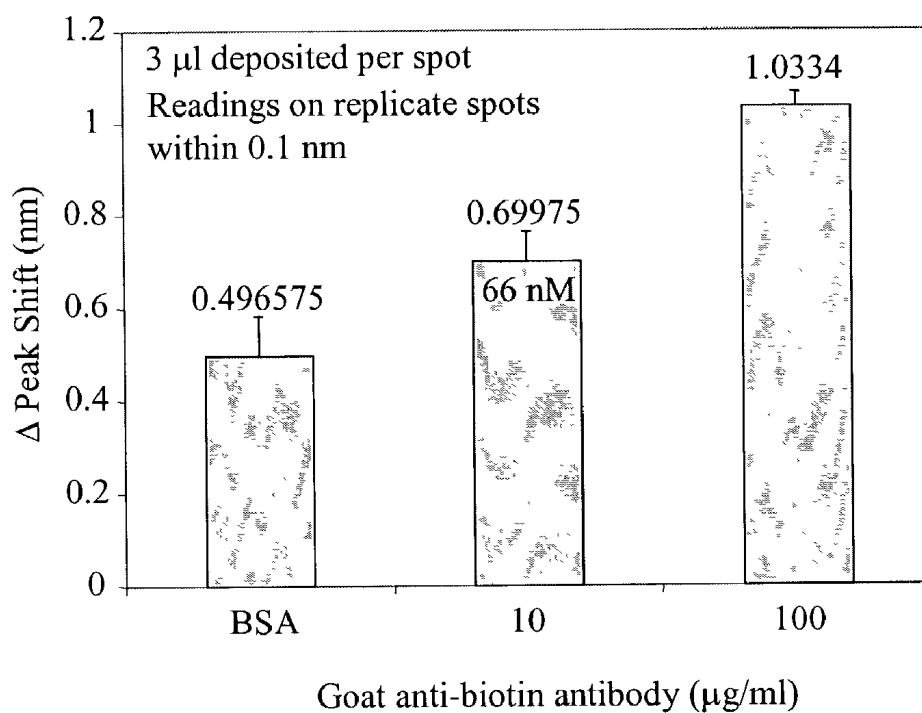 3 µl deposited per spot
Readings on replicate spots
within 0.1 nm
1.2
1
0.8
0.6
0.4
0.2
0
Δ Peak Shift (nm)
0.496575
0.69975
66 nM
1.0334
BSA
10
100
Goat anti-biotin antibody (µg/ml)